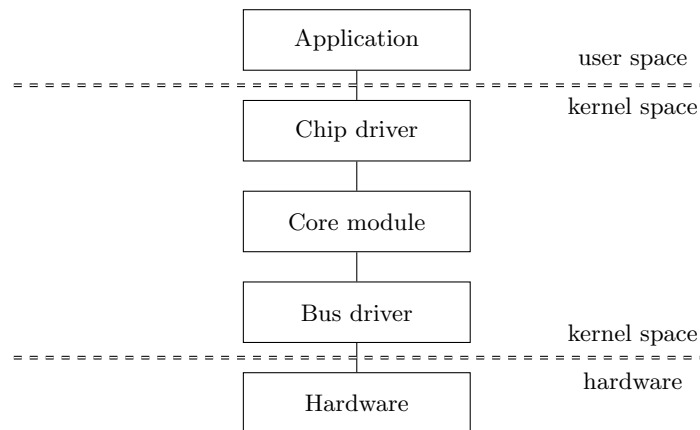 Application
user space
kernel space
Chip driver
Core module
Bus driver
kernel space
hardware
Hardware